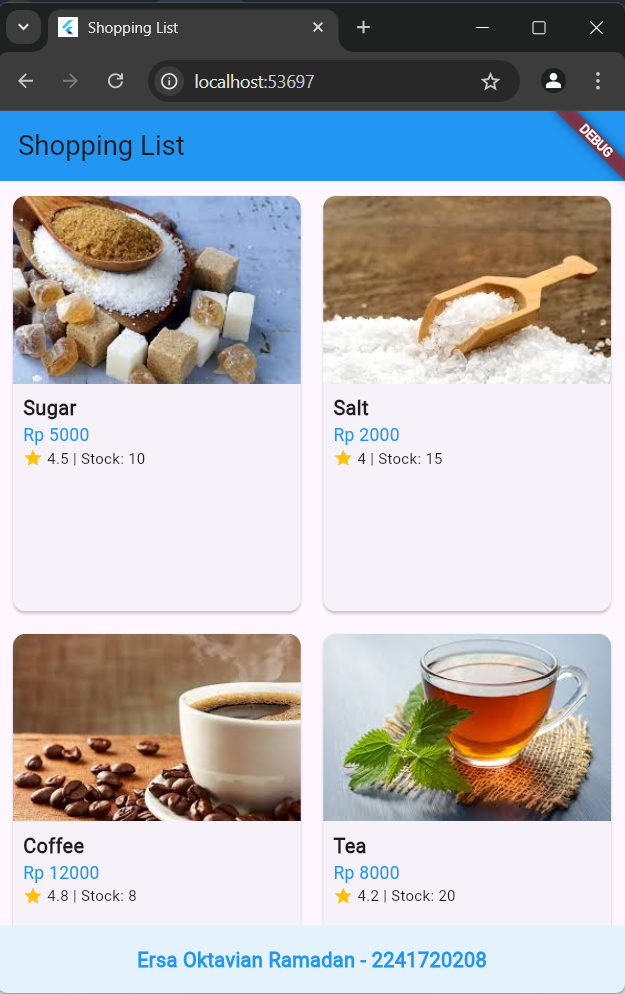 Shopping List
localhost:53697
Shopping List
DEBUG
Sugar
Rp 5000
4.5 | Stock: 10
Salt
Rp 2000
4 | Stock: 15
Coffee
Rp 12000
4.8 | Stock: 8
Tea
Rp 8000
4.2 | Stock: 20
Ersa Oktavian Ramadan - 2241720208